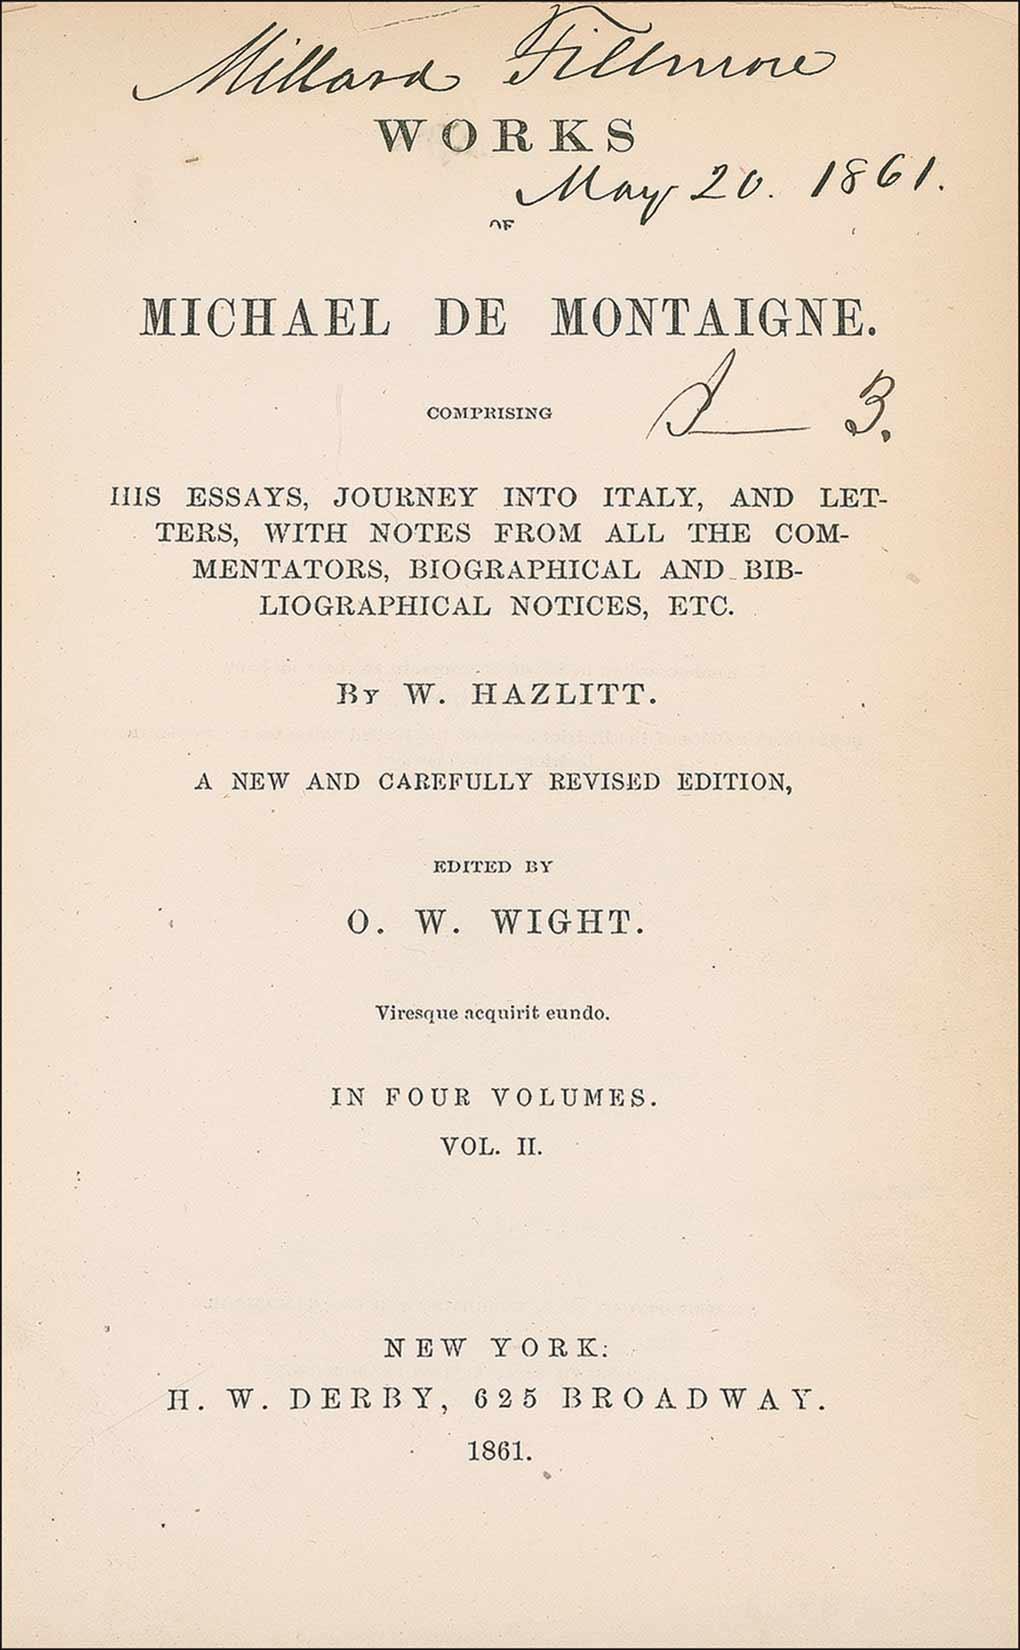 Millard Fillmore
WORKS
May 20. 1861.
OF
MICHAEL DE MONTAIGNE.
COMPRISING
3.
HIS ESSAYS, JOURNEY INTO ITALY, AND LET-
TERS, WITH NOTES FROM ALL THE COM-
MENTATORS, BIOGRAPHICAL AND BIB-
LIOGRAPHICAL NOTICES, ETC.
BY W. HAZLITT.
A NEW AND CAREFULLY REVISED EDITION,
EDITED BY
O. W. WIGHT.
Viresque acquirit eundo.
IN FOUR VOLUMES.
VOL. II.
NEW YORK:
H. W. DERBY, 625 BROADWAY.
1861.